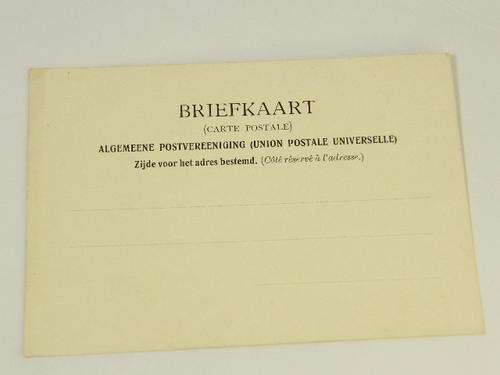 BRIEFKAART
(CARTE POSTALE)
ALGEMEENE POSTVEREENIGING (UNION POSTALE UNIVERSELLE)
Zijde voor het adres bestemd. (Côté réservé à l'adresse.)